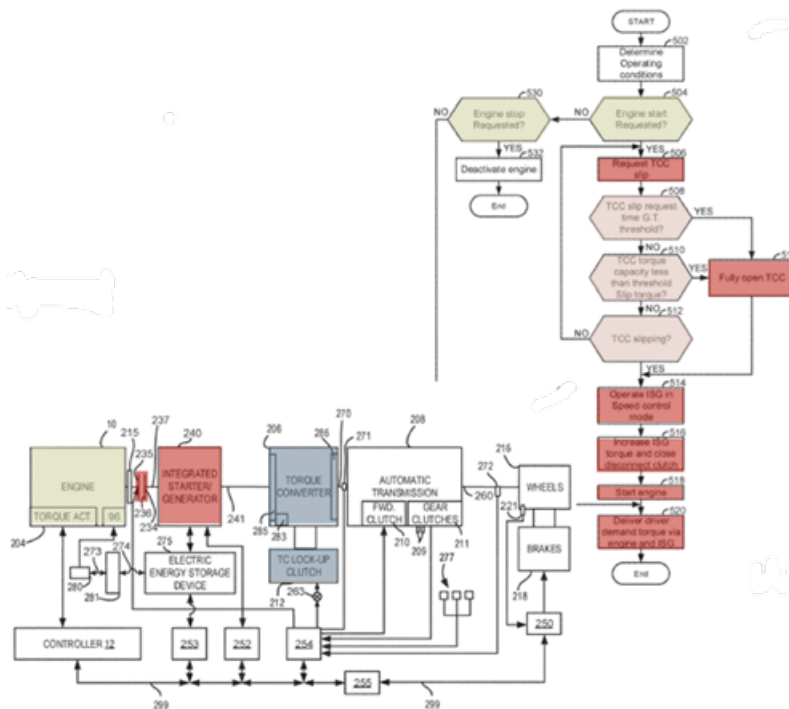 START
502
Determine
Operating
conditions
530
504
NO
Engine stop
Requested?
NO
Engine start
Requested?
YES
532
YES
506
Deactivate engine
Request TCC
slip
End
508
TCC slip request
time G.T.
threshold?
YES
NO
510
TCC torque
capacity less
than threshold
Slip torque?
YES
Fully open TCC
NO
512
NO
TCC slipping?
YES
514
Operate ISG in
Speed control
mode
516
Increase ISG
torque and close
disconnect clutch
518
Start engine
520
Deliver driver
demand torque via
engine and ISG
End
10
215
235
237
240
206
286
270
271
208
272
216
ENGINE
INTEGRATED
STARTER/
GENERATOR
TORQUE
CONVERTER
AUTOMATIC
TRANSMISSION
WHEELS
260
221
TORQUE ACT.
96
236
234
241
285
283
FWD.
CLUTCH
GEAR
CLUTCHES
204
273
274
275
210
209
211
280
281
ELECTRIC
ENERGY STORAGE
DEVICE
TC LOCK-UP
CLUTCH
212
263
277
BRAKES
218
CONTROLLER 12
253
252
254
250
255
299
299